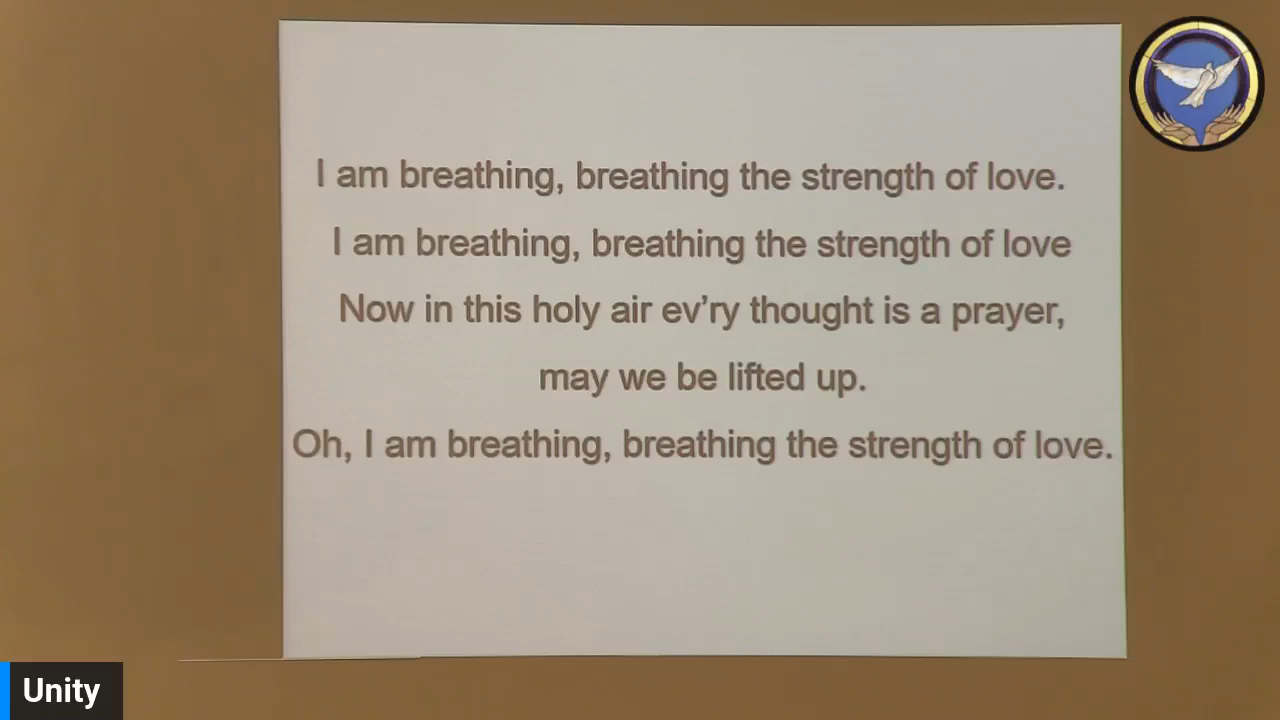 I am breathing, breathing the strength of love.
I am breathing, breathing the strength of love
Now in this holy air ev’ry thought is a prayer,
may we be lifted up.
Oh, I am breathing, breathing the strength of love.
Unity